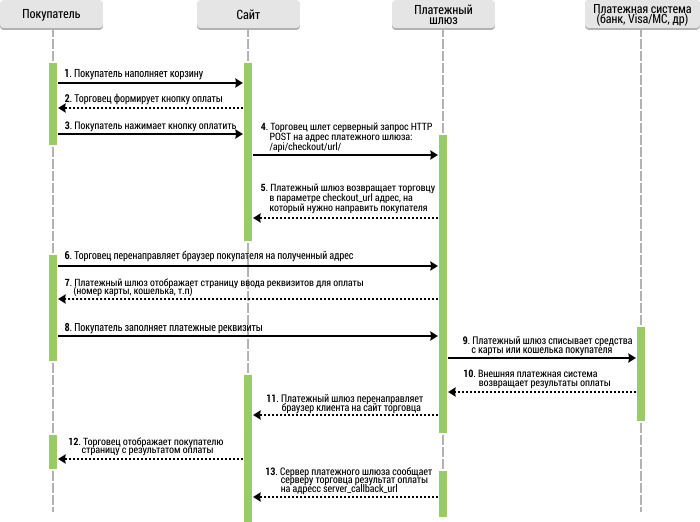 Покупатель
Сайт
Платежный
шлюз
Платежная система
(банк, Visa/MC, др)
1. Покупатель наполняет корзину
2. Торговец формирует кнопку оплаты
3. Покупатель нажимает кнопку оплатить
4. Торговец шлет серверный запрос HTTP
POST на адрес платежного шлюза:
/api/checkout/url/
5. Платежный шлюз возвращает торговцу
в параметре checkout_url адрес, на
который нужно направить покупателя
6. Торговец перенаправляет браузер покупателя на полученный адрес
7. Платежный шлюз отображает страницу ввода реквизитов для оплаты
(номер карты, кошелька, т.п)
8. Покупатель заполняет платежные реквизиты
9. Платежный шлюз списывает средства
с карты или кошелька покупателя
10. Внешняя платежная система
возвращает результаты оплаты
11. Платежный шлюз перенаправляет
браузер клиента на сайт торговца
12. Торговец отображает покупателю
страницу с результатом оплаты
13. Сервер платежного шлюза сообщает
серверу торговца результат оплаты
на адресс server_callback_url